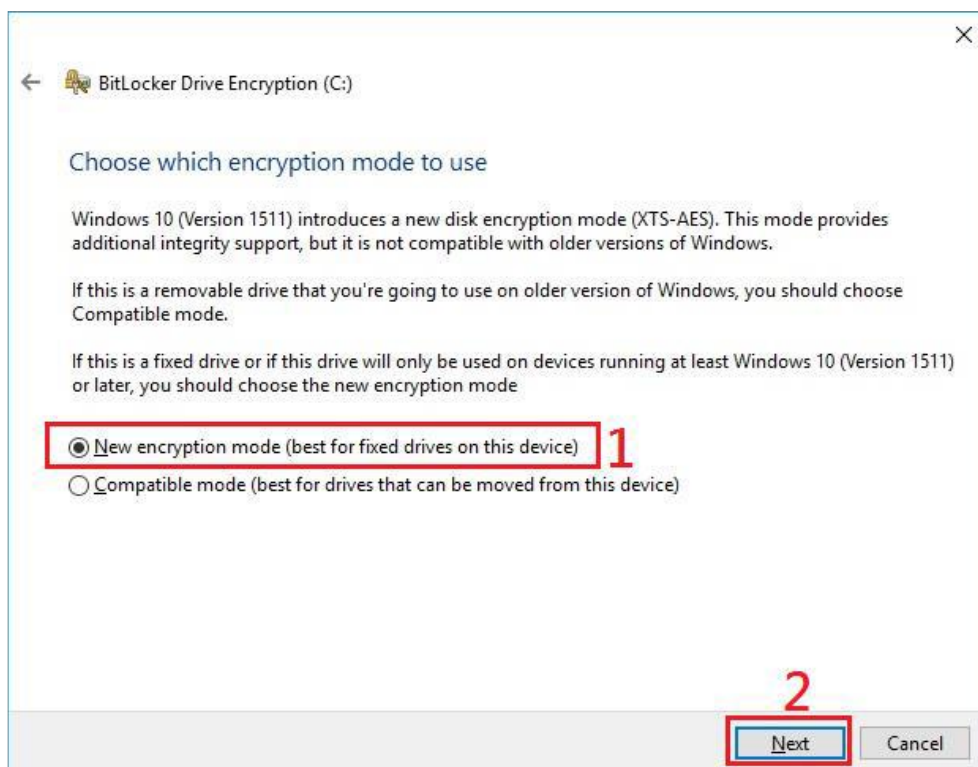 BitLocker Drive Encryption (C:)
Choose which encryption mode to use
Windows 10 (Version 1511) introduces a new disk encryption mode (XTS-AES). This mode provides
additional integrity support, but it is not compatible with older versions of Windows.
If this is a removable drive that you're going to use on older version of Windows, you should choose
Compatible mode.
If this is a fixed drive or if this drive will only be used on devices running at least Windows 10 (Version 1511)
or later, you should choose the new encryption mode
New encryption mode (best for fixed drives on this device) 1
Compatible mode (best for drives that can be moved from this device)
2
Next Cancel